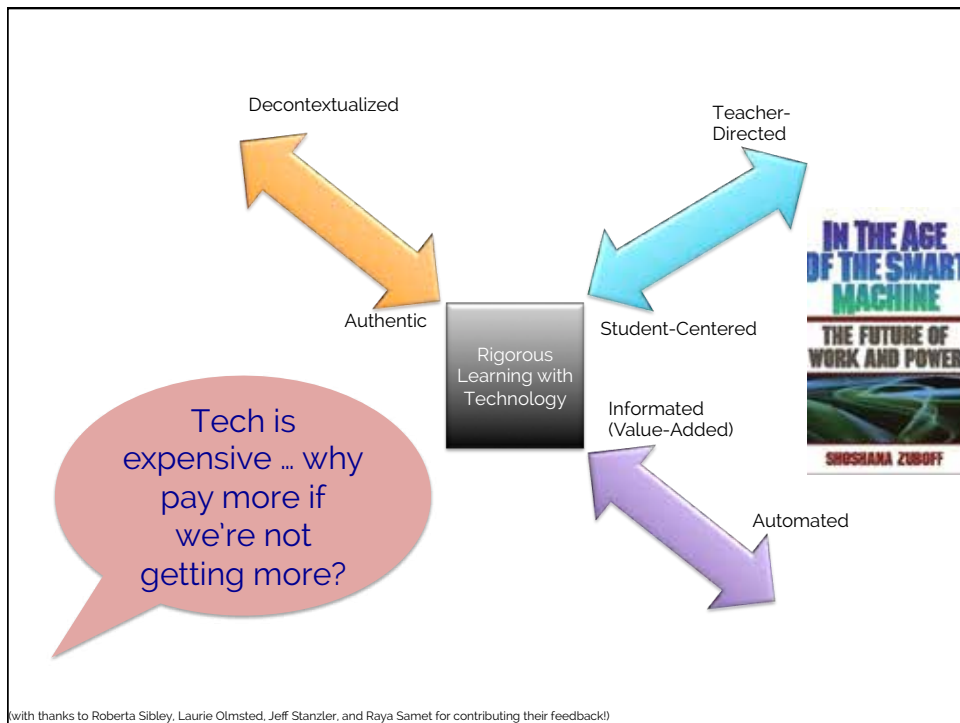 Decontextualized
Teacher-
Directed
IN THE AGE
OF THE SMART
MACHINE
THE FUTURE OF
WORK AND POWER
SHOSHANA ZUBOFF
Authentic
Student-Centered
Rigorous
Learning with
Technology
Informated
(Value-Added)
Automated
Tech is
expensive … why
pay more if
we’re not
getting more?
(with thanks to Roberta Sibley, Laurie Olmsted, Jeff Stanzler, and Raya Samet for contributing their feedback!)